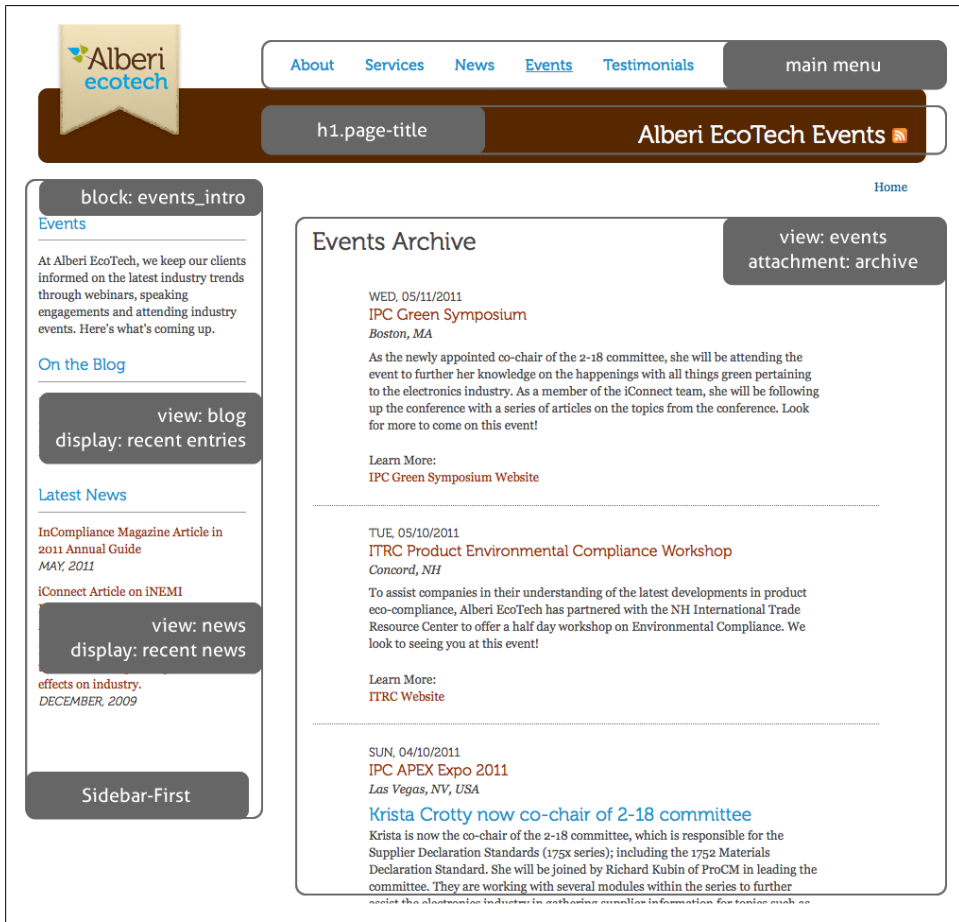 Alberi
ecotech
About Services News Events Testimonials
main menu
h1.page-title
Alberi EcoTech Events
Home
block: events_intro
Events
At Alberi EcoTech, we keep our clients
informed on the latest industry trends
through webinars, speaking
engagements and attending industry
events. Here's what's coming up.
On the Blog
view: blog
display: recent entries
Latest News
InCompliance Magazine Article in
2011 Annual Guide
MAY, 2011
iConnect Article on iNEMI
view: news
display: recent news
effects on industry.
DECEMBER, 2009
Sidebar-First
Events Archive
view: events
attachment: archive
WED, 05/11/2011
IPC Green Symposium
Boston, MA
As the newly appointed co-chair of the 2-18 committee, she will be attending the
event to further her knowledge on the happenings with all things green pertaining
to the electronics industry. As a member of the iConnect team, she will be following
up the conference with a series of articles on the topics from the conference. Look
for more to come on this event!
Learn More:
IPC Green Symposium Website
TUE, 05/10/2011
ITRC Product Environmental Compliance Workshop
Concord, NH
To assist companies in their understanding of the latest developments in product
eco-compliance, Alberi EcoTech has partnered with the NH International Trade
Resource Center to offer a half day workshop on Environmental Compliance. We
look to seeing you at this event!
Learn More:
ITRC Website
SUN, 04/10/2011
IPC APEX Expo 2011
Las Vegas, NV, USA
Krista Crotty now co-chair of 2-18 committee
Krista is now the co-chair of the 2-18 committee, which is responsible for the
Supplier Declaration Standards (175x series); including the 1752 Materials
Declaration Standard. She will be joined by Richard Kubin of ProCM in leading the
committee. They are working with several modules within the series to further
assist the electronics industry in gathering supplier information for topics such as